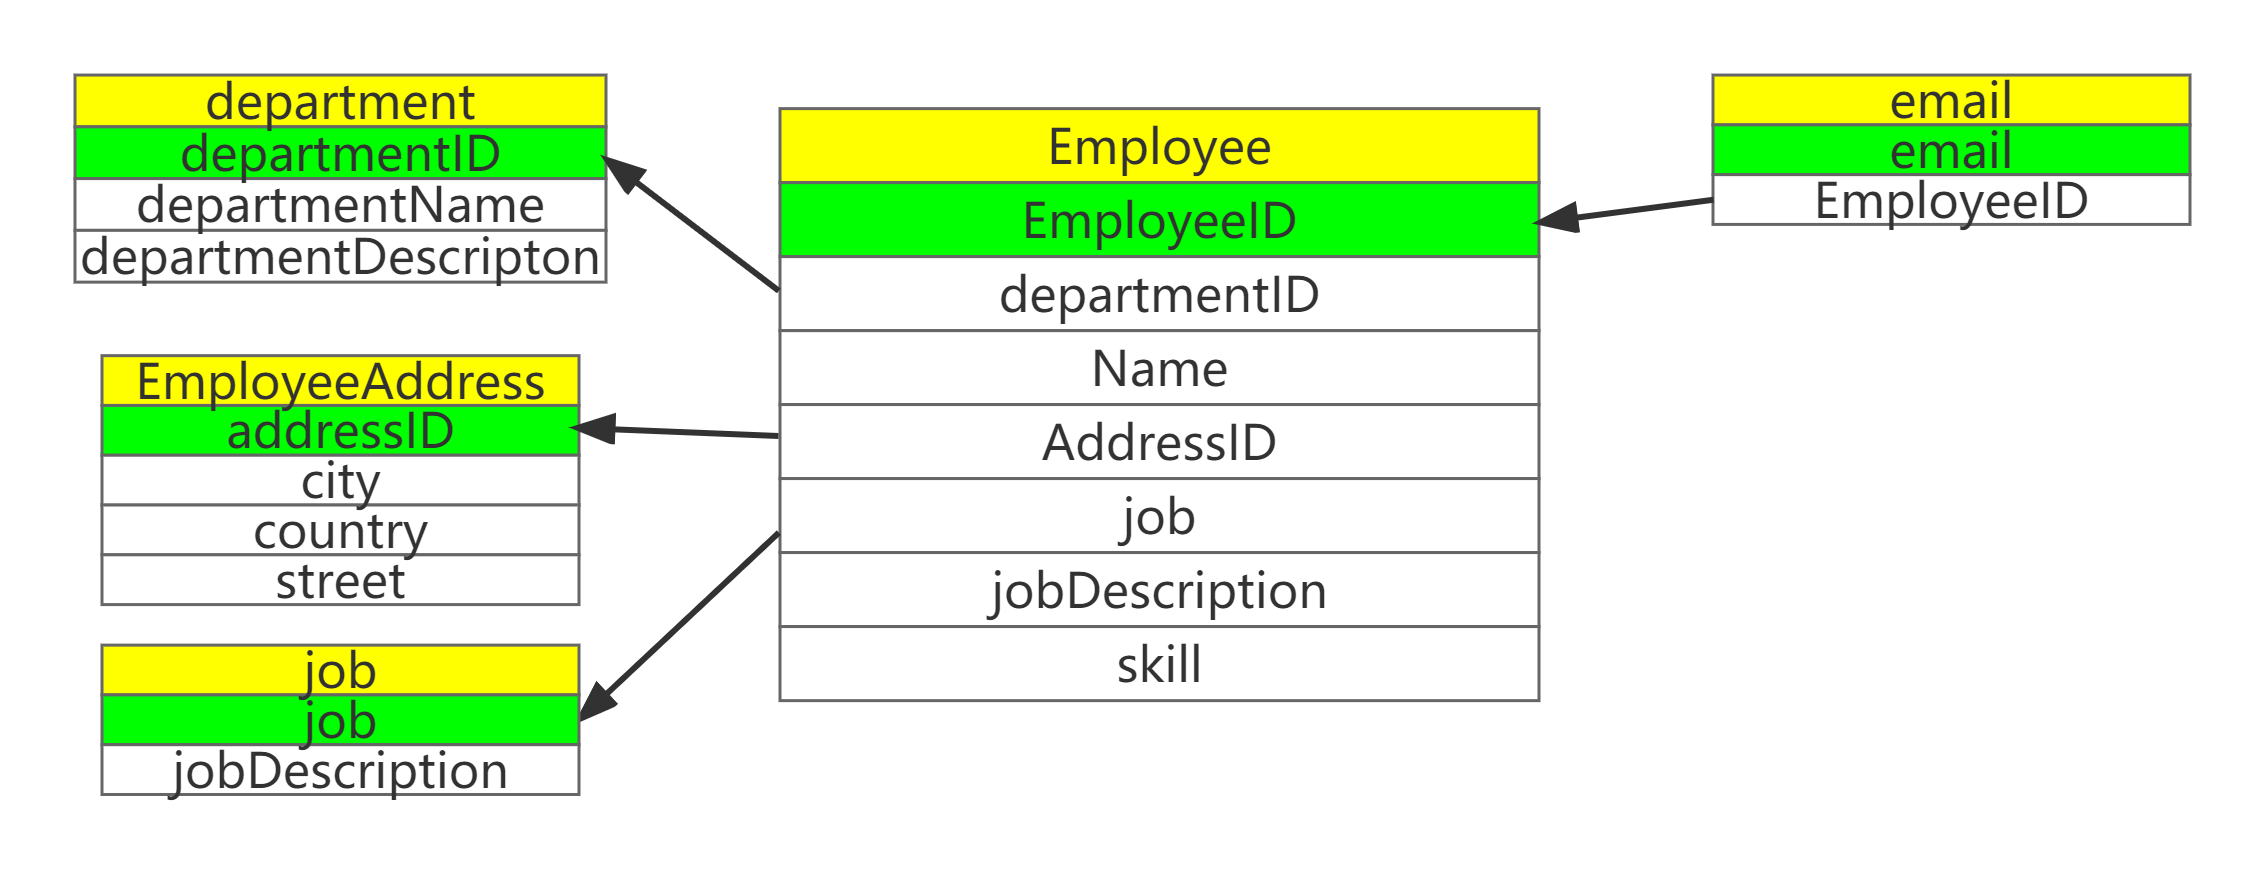 department
departmentID
departmentName
departmentDescripton
EmployeeAddress
addressID
city
country
street
job
job
jobDescription
Employee
EmployeeID
departmentID
Name
AddressID
job
jobDescription
skill
email
email
EmployeeID